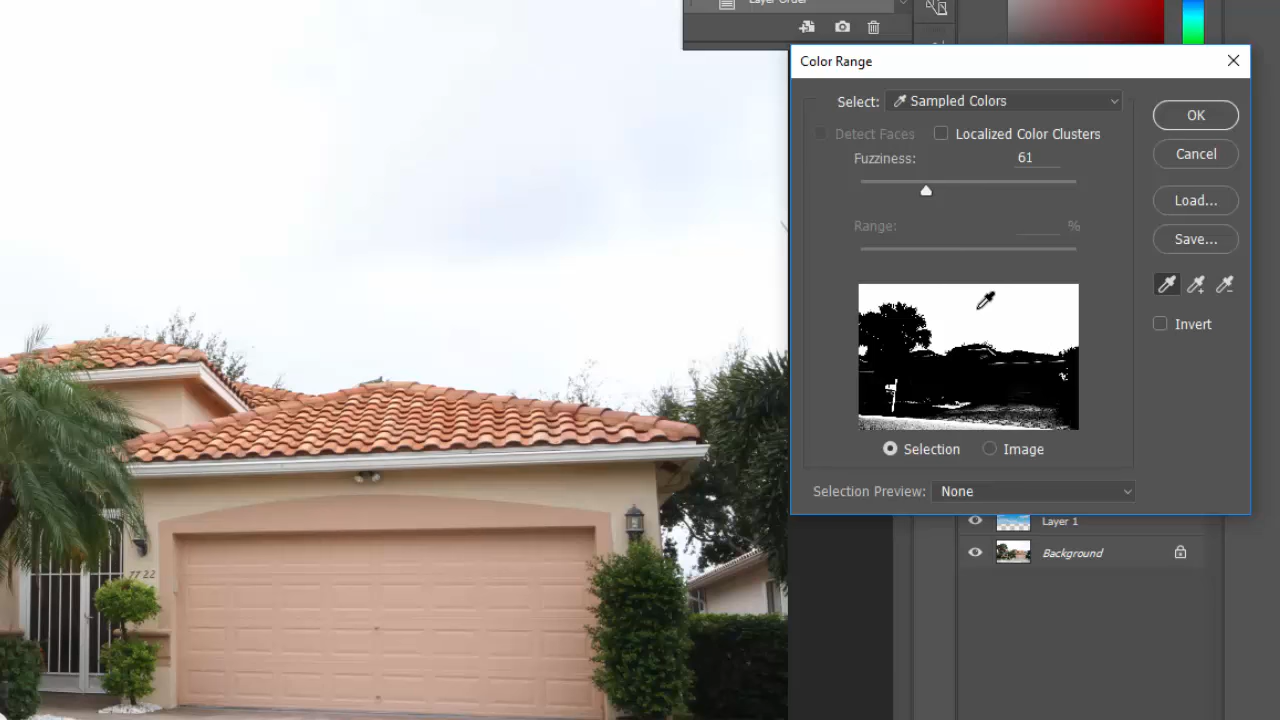 Layer Order
Color Range
Select: Sampled Colors
Detect Faces Localized Color Clusters
Fuzziness: 61
Range: %
OK
Cancel
Load...
Save...
Invert
Selection Image
Selection Preview: None
Layer 1
Background
7722